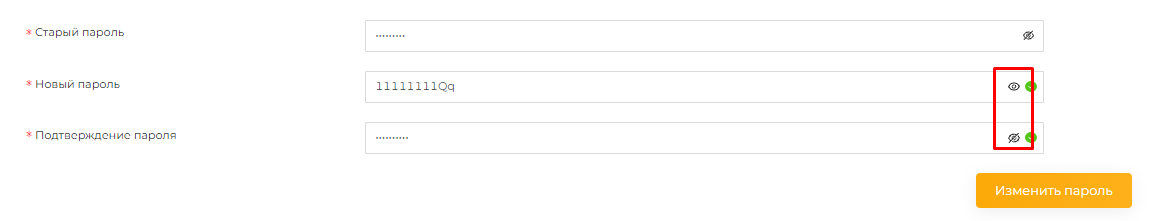 * Старый пароль
·········
* Новый пароль
11111111Qq
* Подтверждение пароля
··········
Изменить пароль